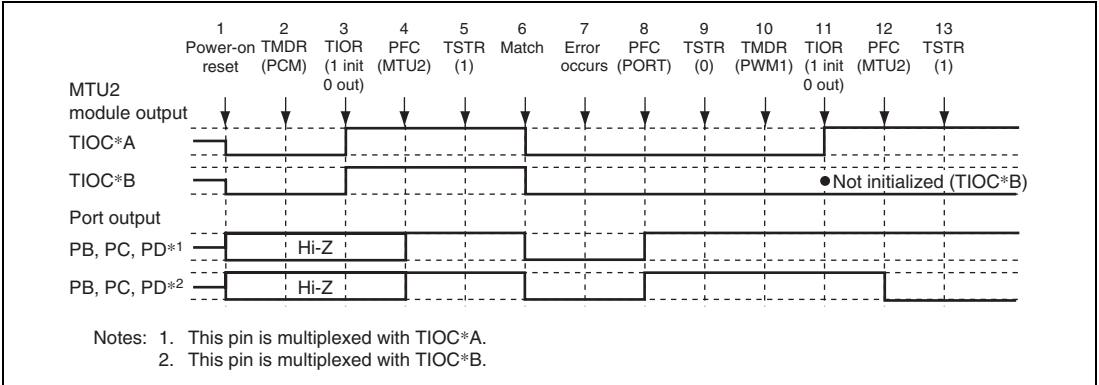 1 2 3 4 5 6 7 8 9 10 11 12 13
Power-on TMDR TIOR PFC TSTR Match Error PFC TSTR TMDR TIOR PFC TSTR
reset (PCM) (1 init (MTU2) (1) occurs (PORT) (0) (PWM1) (1 init (MTU2) (1)
0 out) 0 out)
MTU2
module output
TIOC*A
TIOC*B
Not initialized (TIOC*B)
Port output
PB, PC, PD*1 Hi-Z
PB, PC, PD*2 Hi-Z
Notes: 1. This pin is multiplexed with TIOC*A.
2. This pin is multiplexed with TIOC*B.